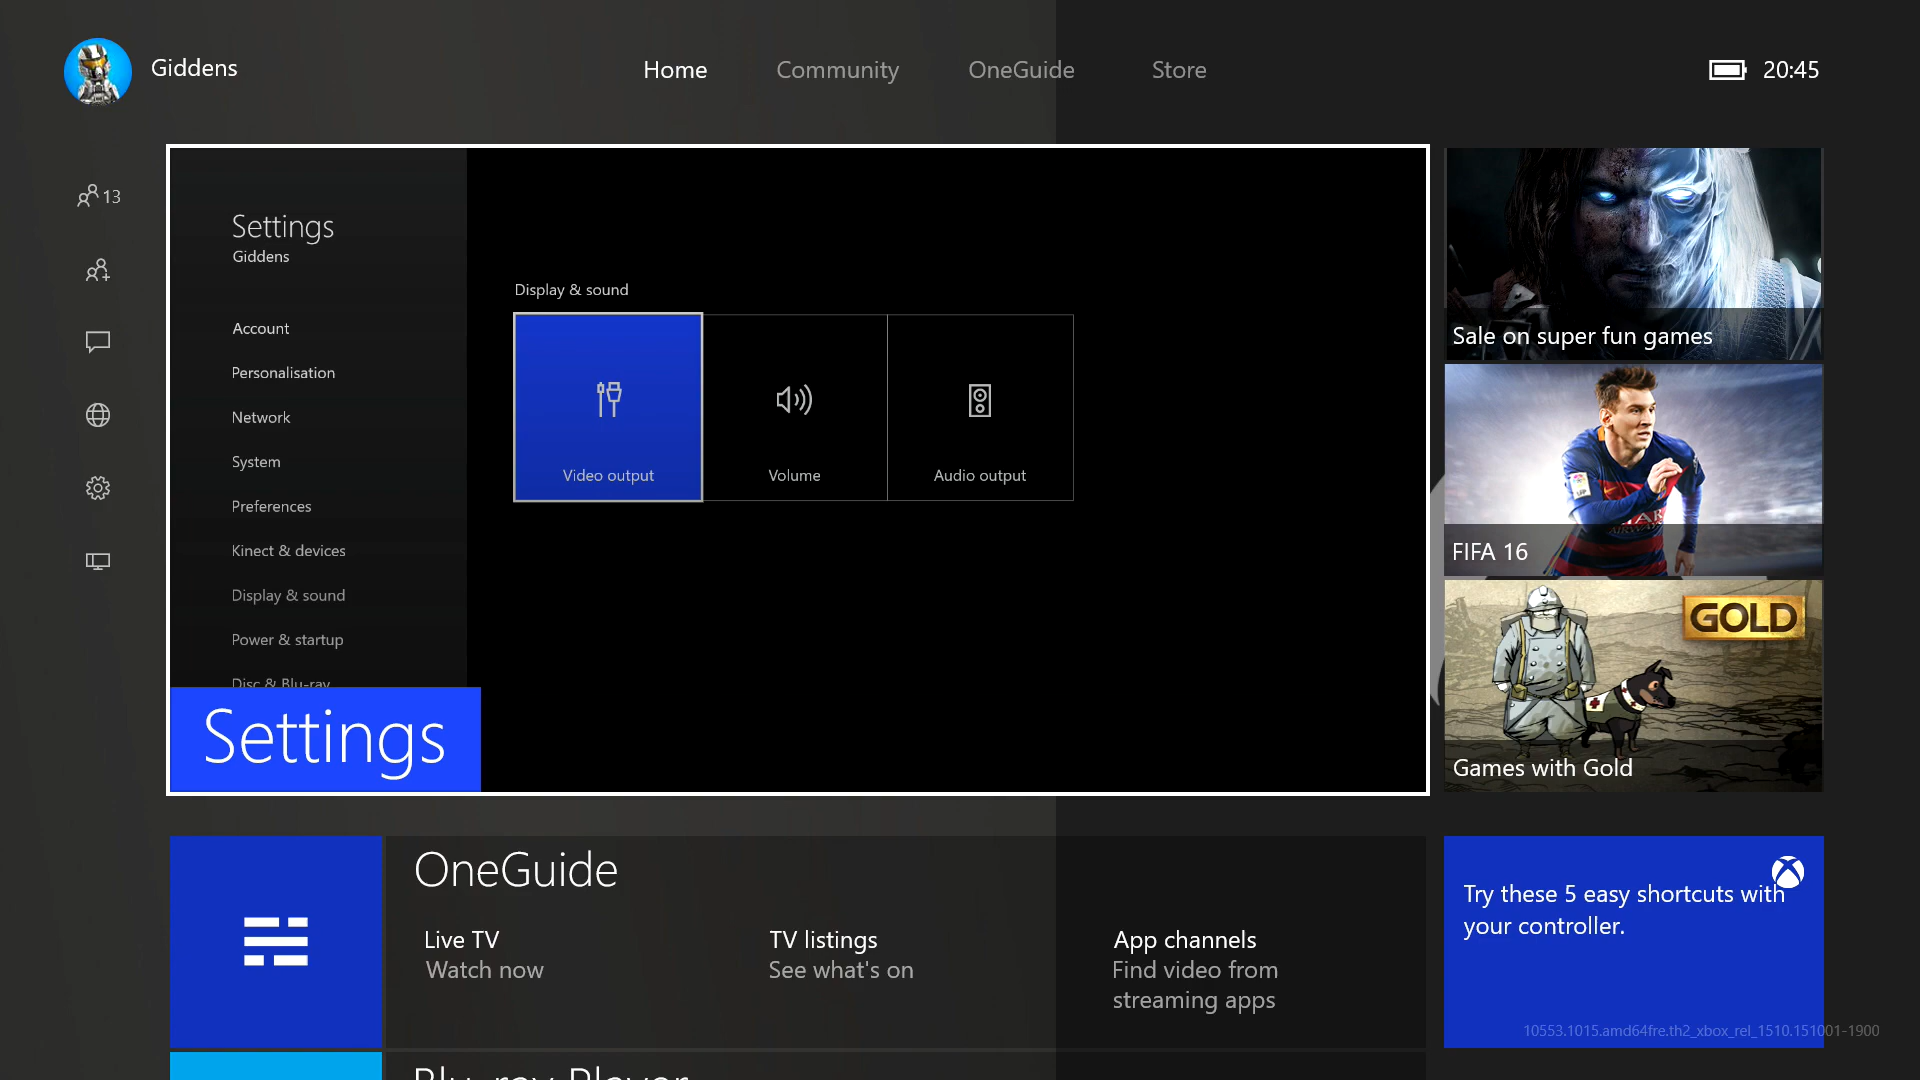 Giddens
Home
Community
OneGuide
Store
20:45
13
Settings
Giddens
Account
Personalisation
Network
System
Preferences
Kinect & devices
Display & sound
Power & startup
Disc & Blu-ray
Display & sound
Video output
Volume
Audio output
Settings
Sale on super fun games
FIFA 16
GOLD
Games with Gold
OneGuide
Live TV
Watch now
TV listings
See what's on
App channels
Find video from
streaming apps
Try these 5 easy shortcuts with
your controller.
10553.1015.amd64fre.th2_xbox_rel_1510.151001-1900
Blu-ray Player